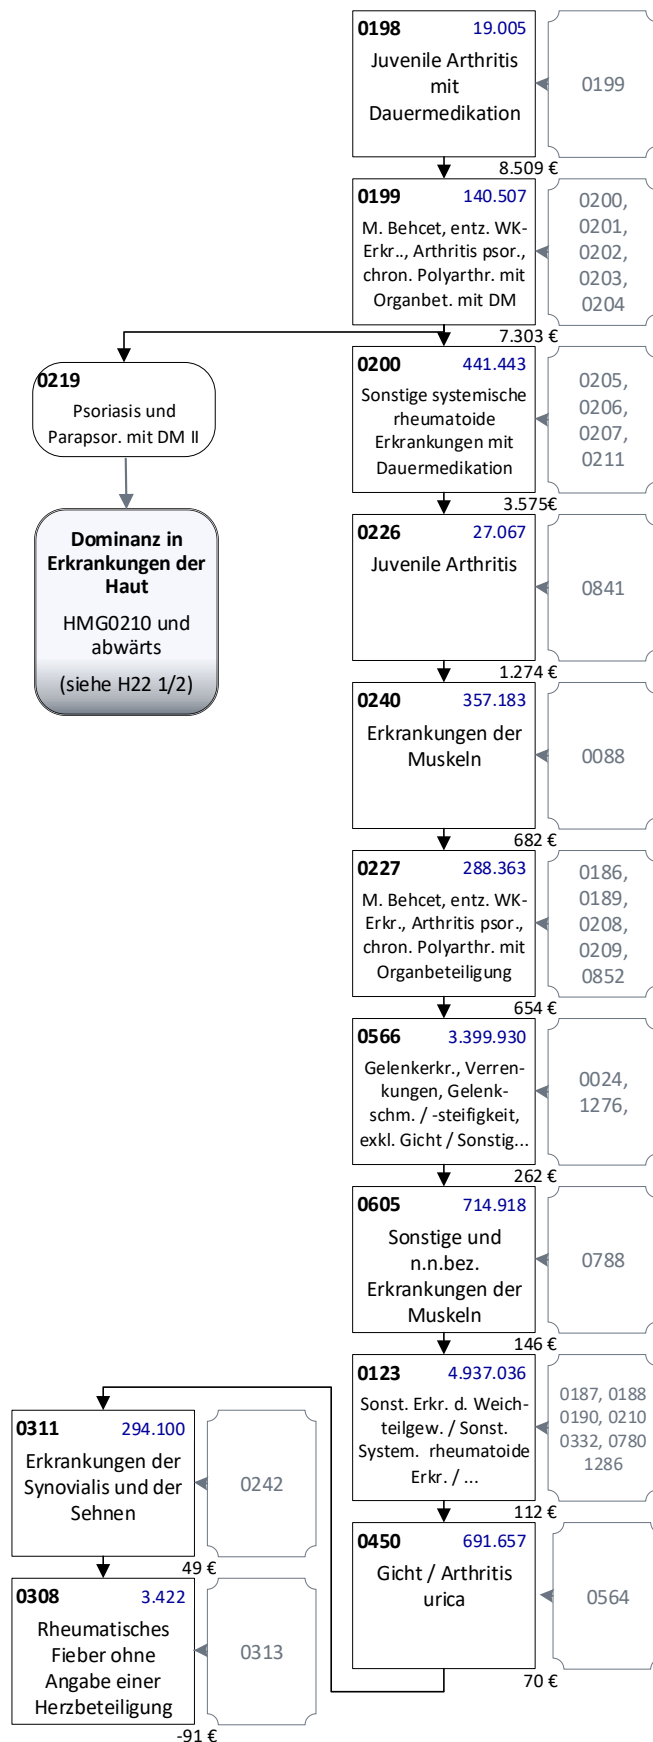 0198 19.005
Juvenile Arthritis
mit
Dauermedikation
0199
8.509 €
0199 140.507
M. Behcet, entz. WK-
Erkr.., Arthritis psor.,
chron. Polyarthr. mit
Organbet. mit DM
0200,
0201,
0202,
0203,
0204
7.303 €
0219
Psoriasis und
Parapsor. mit DM II
Dominanz in
Erkrankungen der
Haut
HMG0210 und
abwärts
(siehe H22 1/2)
0200 441.443
Sonstige systemische
rheumatoide
Erkrankungen mit
Dauermedikation
0205,
0206,
0207,
0211
3.575€
0226 27.067
Juvenile Arthritis
0841
1.274 €
0240 357.183
Erkrankungen der
Muskeln
0088
682 €
0227 288.363
M. Behcet, entz. WK-
Erkr., Arthritis psor.,
chron. Polyarthr. mit
Organbeteiligung
0186,
0189,
0208,
0209,
0852
654 €
0566 3.399.930
Gelenkerkr., Verren-
kungen, Gelenk-
schm. / -steifigkeit,
exkl. Gicht / Sonstig...
0024,
1276,
262 €
0605 714.918
Sonstige und
n.n.bez.
Erkrankungen der
Muskeln
0788
146 €
0123 4.937.036
Sonst. Erkr. d. Weich-
teilgew. / Sonst.
System. rheumatoide
Erkr. / ...
0187, 0188
0190, 0210
0332, 0780
1286
112 €
0450 691.657
Gicht / Arthritis
urica
0564
70 €
0311 294.100
Erkrankungen der
Synovialis und der
Sehnen
0242
49 €
0308 3.422
Rheumatisches
Fieber ohne
Angabe einer
Herzbeteiligung
0313
-91 €